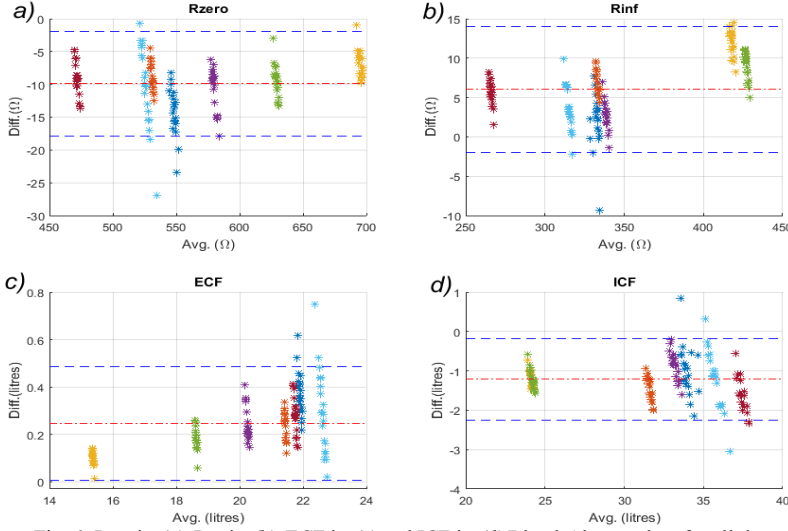 a) Rzero
0
-5
-10
-15
-20
-25
-30
Diff.(Ω)
450 500 550 600 650 700
Avg. (Ω)
b) Rinf
15
10
5
0
-5
-10
Diff.(Ω)
250 300 350 400 450
Avg. (Ω)
c) ECF
0.8
0.6
0.4
0.2
0
Diff.(litres)
14 16 18 20 22 24
Avg. (litres)
d) ICF
1
0
-1
-2
-3
-4
Diff.(litres)
20 25 30 35 40
Avg. (litres)